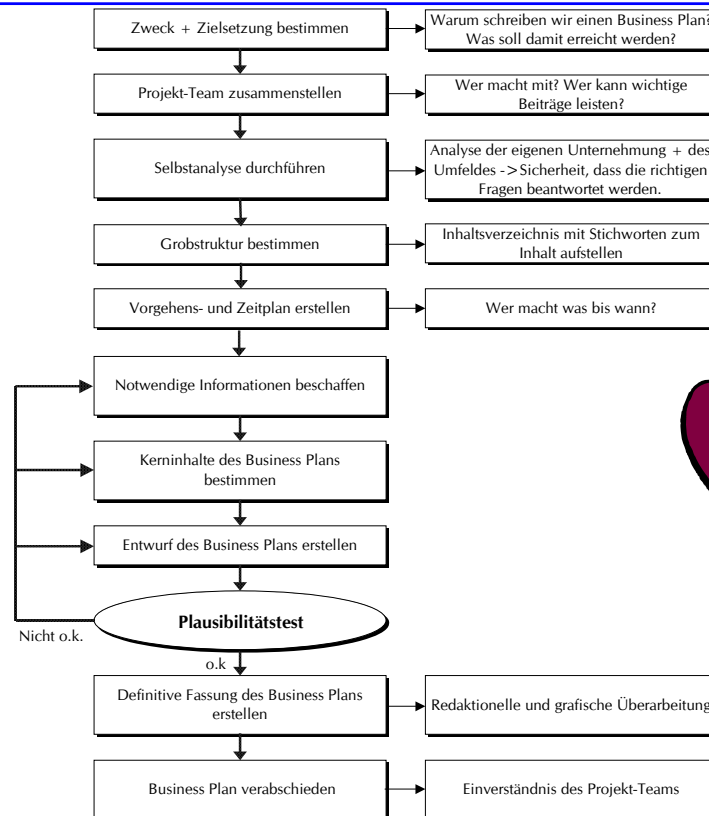 Zweck + Zielsetzung bestimmen
Warum schreiben wir einen Business Plan?
Was soll damit erreicht werden?
Projekt-Team zusammenstellen
Wer macht mit? Wer kann wichtige
Beiträge leisten?
Selbstanalyse durchführen
Analyse der eigenen Unternehmung + des
Umfeldes ->Sicherheit, dass die richtigen
Fragen beantwortet werden.
Grobstruktur bestimmen
Inhaltsverzeichnis mit Stichworten zum
Inhalt aufstellen
Vorgehens- und Zeitplan erstellen
Wer macht was bis wann?
Notwendige Informationen beschaffen
Kerninhalte des Business Plans
bestimmen
Entwurf des Business Plans erstellen
Plausibilitätstest
Nicht o.k.
o.k
Definitive Fassung des Business Plans
erstellen
Redaktionelle und grafische Überarbeitung
Business Plan verabschieden
Einverständnis des Projekt-Teams